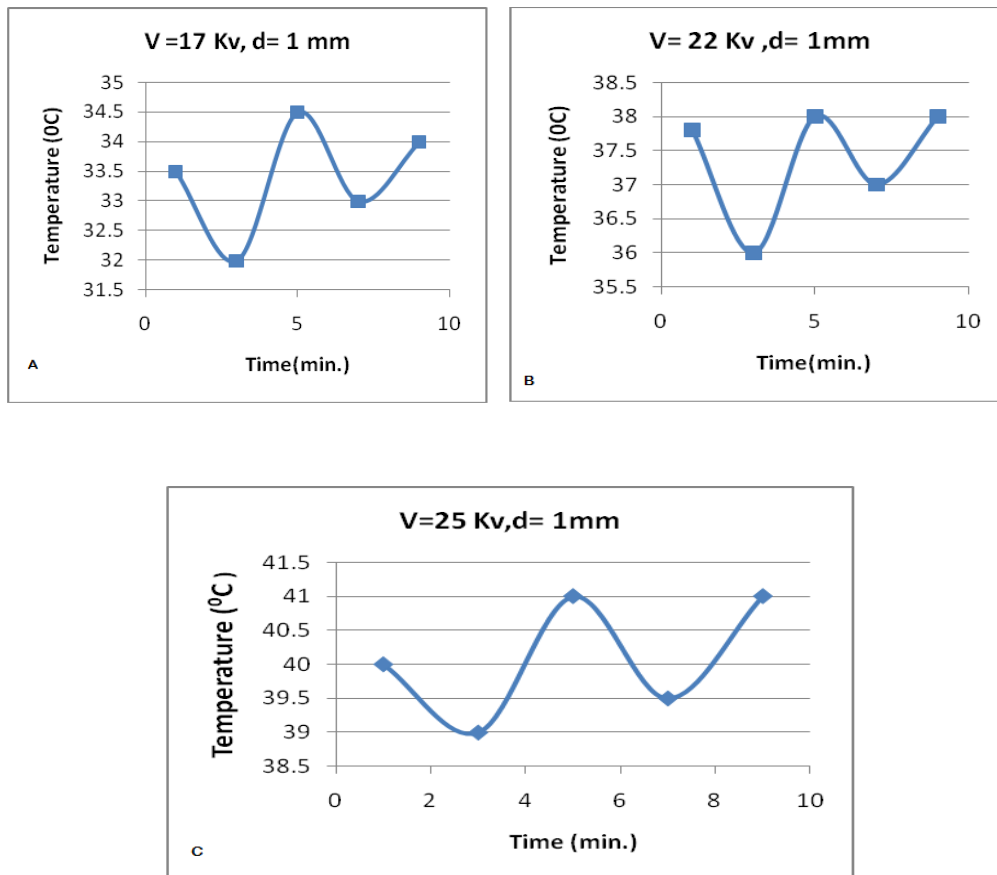 V =17 Kv, d= 1 mm
Temperature (0C)
35
34.5
34
33.5
33
32.5
32
31.5
0
5
10
Time(min.)
A
V= 22 Kv ,d= 1mm
Temperature (0C)
38.5
38
37.5
37
36.5
36
35.5
0
5
10
Time(min.)
B
V=25 Kv,d= 1mm
Temperature (⁰C )
41.5
41
40.5
40
39.5
39
38.5
0
2
4
6
8
10
Time (min.)
C